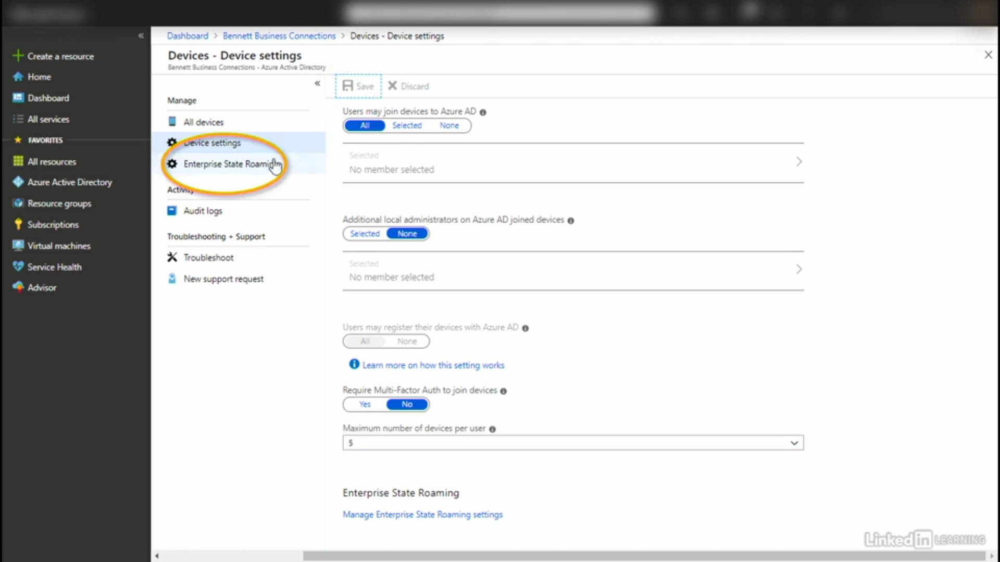 Dashboard > Bennett Business Connections > Devices - Device settings
Devices - Device settings
Bennett Business Connections - Azure Active Directory
Create a resource
Home
Dashboard
All services
FAVORITES
All resources
Azure Active Directory
Resource groups
Subscriptions
Virtual machines
Service Health
Advisor
Manage
All devices
Device settings
Enterprise State Roaming
Activity
Audit logs
Troubleshooting + Support
Troubleshoot
New support request
Save Discard
Users may join devices to Azure AD
All Selected None
Selected
No member selected
Additional local administrators on Azure AD joined devices
Selected None
Selected
No member selected
Users may register their devices with Azure AD
All None
Learn more on how this setting works
Require Multi-Factor Auth to join devices
Yes No
Maximum number of devices per user
5
Enterprise State Roaming
Manage Enterprise State Roaming settings
LinkedIn LEARNING